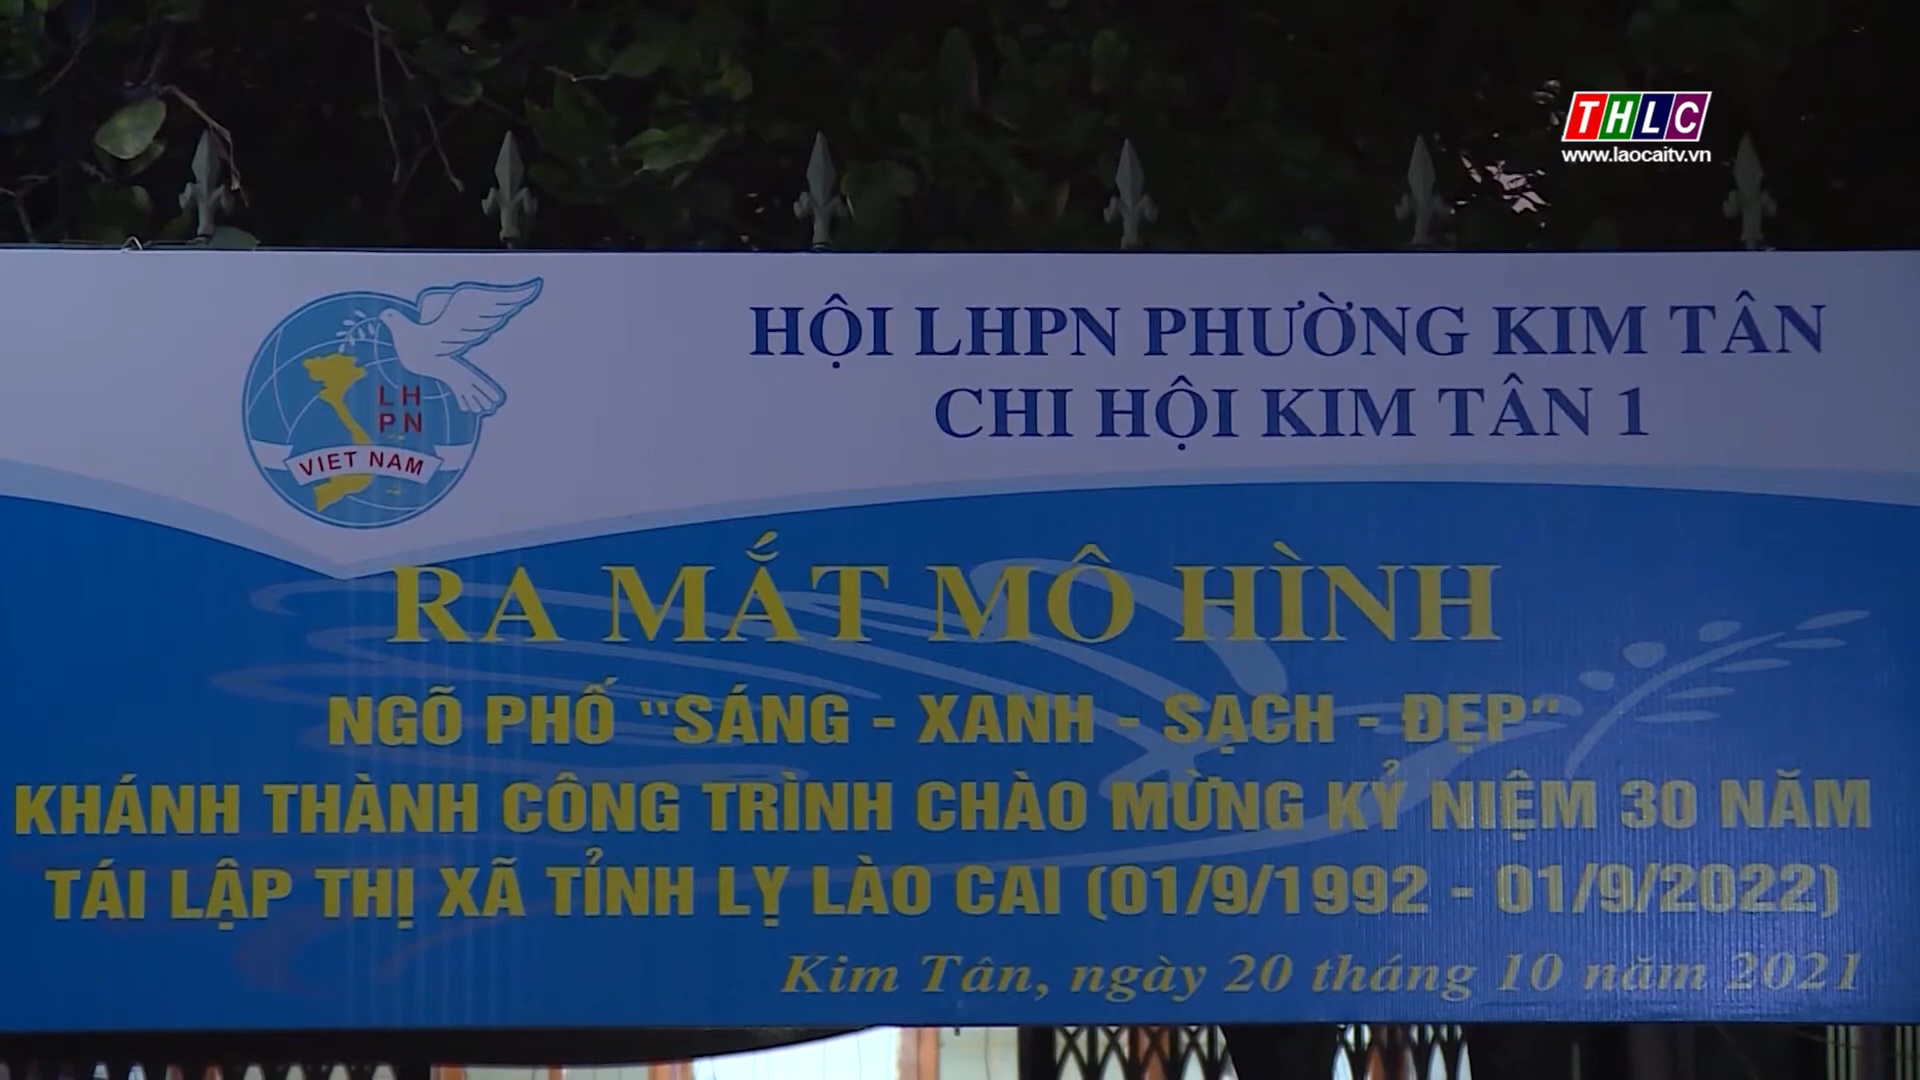 THLC
www.laocaitv.vn
HỘI LHPN PHƯỜNG KIM TÂN
CHI HỘI KIM TÂN 1
LH
PN
VIET NAM
RA MẮT MÔ HÌNH
NGÕ PHỐ "SÁNG - XANH - SẠCH - ĐẸP"
KHÁNH THÀNH CÔNG TRÌNH CHÀO MỪNG KỶ NIỆM 30 NĂM
TÁI LẬP THỊ XÃ TỈNH LỴ LÀO CAI (01/9/1992 - 01/9/2022)
Kim Tân, ngày 20 tháng 10 năm 2021